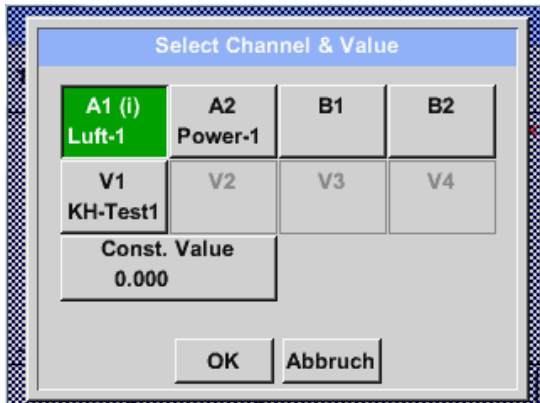 Select Channel & Value
A1 (i) A2 B1 B2
Luft-1 Power-1
V1 V2 V3 V4
KH-Test1
Const. Value
0.000
OK Abbruch